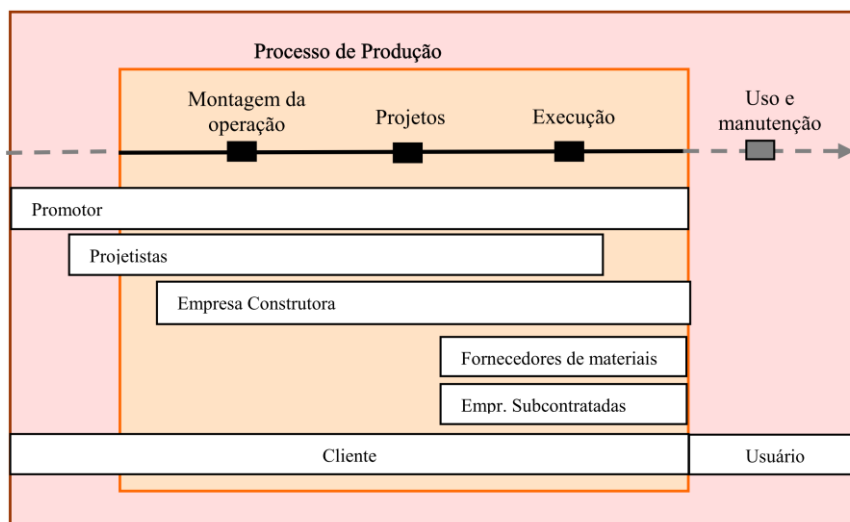 Processo de Produção
Montagem da
operação
Projetos
Execução
Uso e
manutenção
Promotor
Projetistas
Empresa Construtora
Fornecedores de materiais
Empr. Subcontratadas
Cliente
Usuário